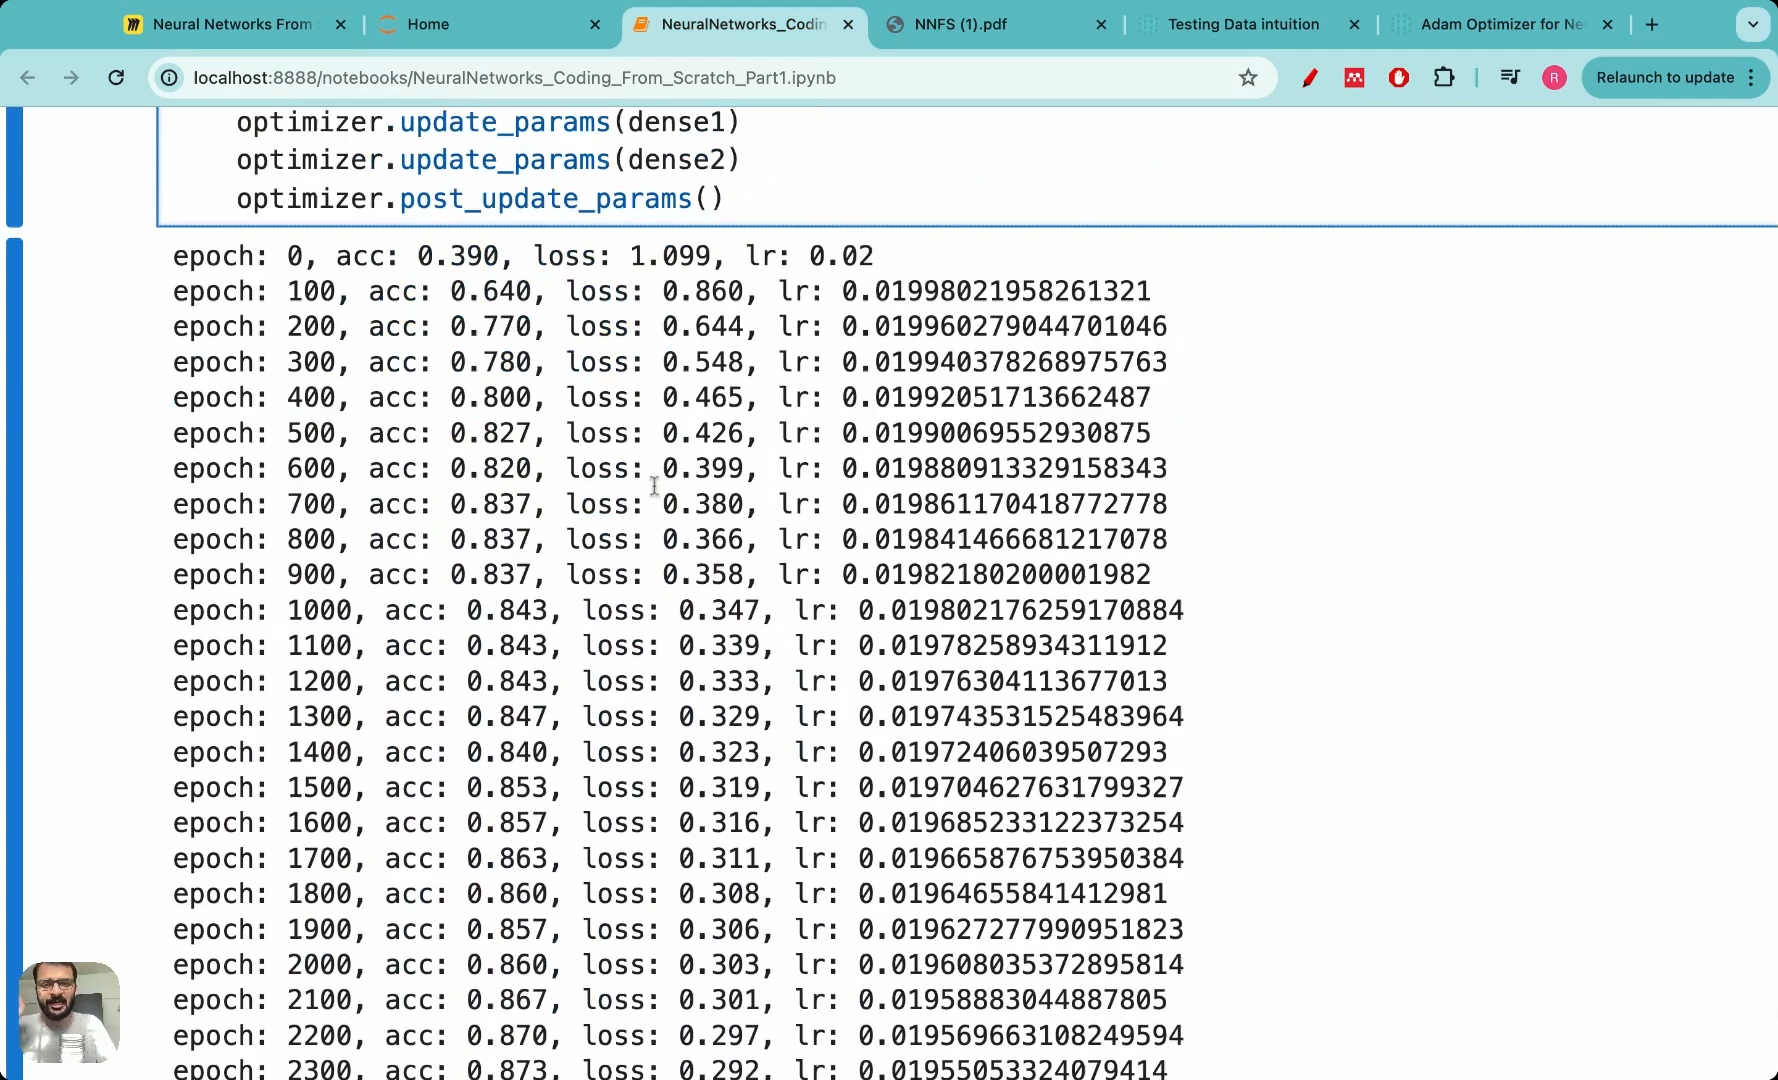 Neural Networks From
Home
NeuralNetworks_Codin
NNFS (1).pdf
Testing Data intuition
Adam Optimizer for Ne
localhost:8888/notebooks/NeuralNetworks_Coding_From_Scratch_Part1.ipynb
R
Relaunch to update
optimizer.update_params(dense1)
optimizer.update_params(dense2)
optimizer.post_update_params()
epoch: 0, acc: 0.390, loss: 1.099, lr: 0.02
epoch: 100, acc: 0.640, loss: 0.860, lr: 0.01998021958261321
epoch: 200, acc: 0.770, loss: 0.644, lr: 0.019960279044701046
epoch: 300, acc: 0.780, loss: 0.548, lr: 0.019940378268975763
epoch: 400, acc: 0.800, loss: 0.465, lr: 0.01992051713662487
epoch: 500, acc: 0.827, loss: 0.426, lr: 0.01990069552930875
epoch: 600, acc: 0.820, loss: 0.399, lr: 0.019880913329158343
epoch: 700, acc: 0.837, loss: 0.380, lr: 0.019861170418772778
epoch: 800, acc: 0.837, loss: 0.366, lr: 0.019841466681217078
epoch: 900, acc: 0.837, loss: 0.358, lr: 0.01982180200001982
epoch: 1000, acc: 0.843, loss: 0.347, lr: 0.019802176259170884
epoch: 1100, acc: 0.843, loss: 0.339, lr: 0.01978258934311912
epoch: 1200, acc: 0.843, loss: 0.333, lr: 0.01976304113677013
epoch: 1300, acc: 0.847, loss: 0.329, lr: 0.019743531525483964
epoch: 1400, acc: 0.840, loss: 0.323, lr: 0.01972406039507293
epoch: 1500, acc: 0.853, loss: 0.319, lr: 0.019704627631799327
epoch: 1600, acc: 0.857, loss: 0.316, lr: 0.019685233122373254
epoch: 1700, acc: 0.863, loss: 0.311, lr: 0.019665876753950384
epoch: 1800, acc: 0.860, loss: 0.308, lr: 0.01964655841412981
epoch: 1900, acc: 0.857, loss: 0.306, lr: 0.019627277990951823
epoch: 2000, acc: 0.860, loss: 0.303, lr: 0.019608035372895814
epoch: 2100, acc: 0.867, loss: 0.301, lr: 0.01958883044887805
epoch: 2200, acc: 0.870, loss: 0.297, lr: 0.019569663108249594
epoch: 2300, acc: 0.873, loss: 0.292, lr: 0.01955053324079414